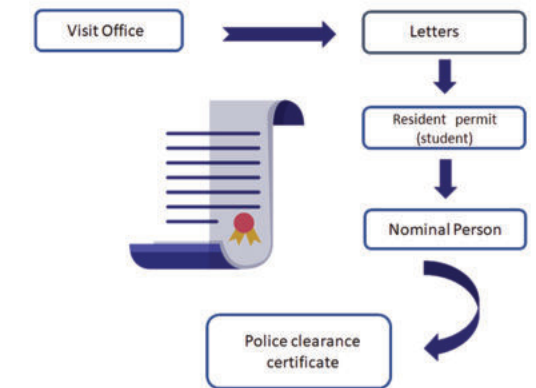 Visit Office
Letters
Resident permit
(student)
Nominal Person
Police clearance
certificate